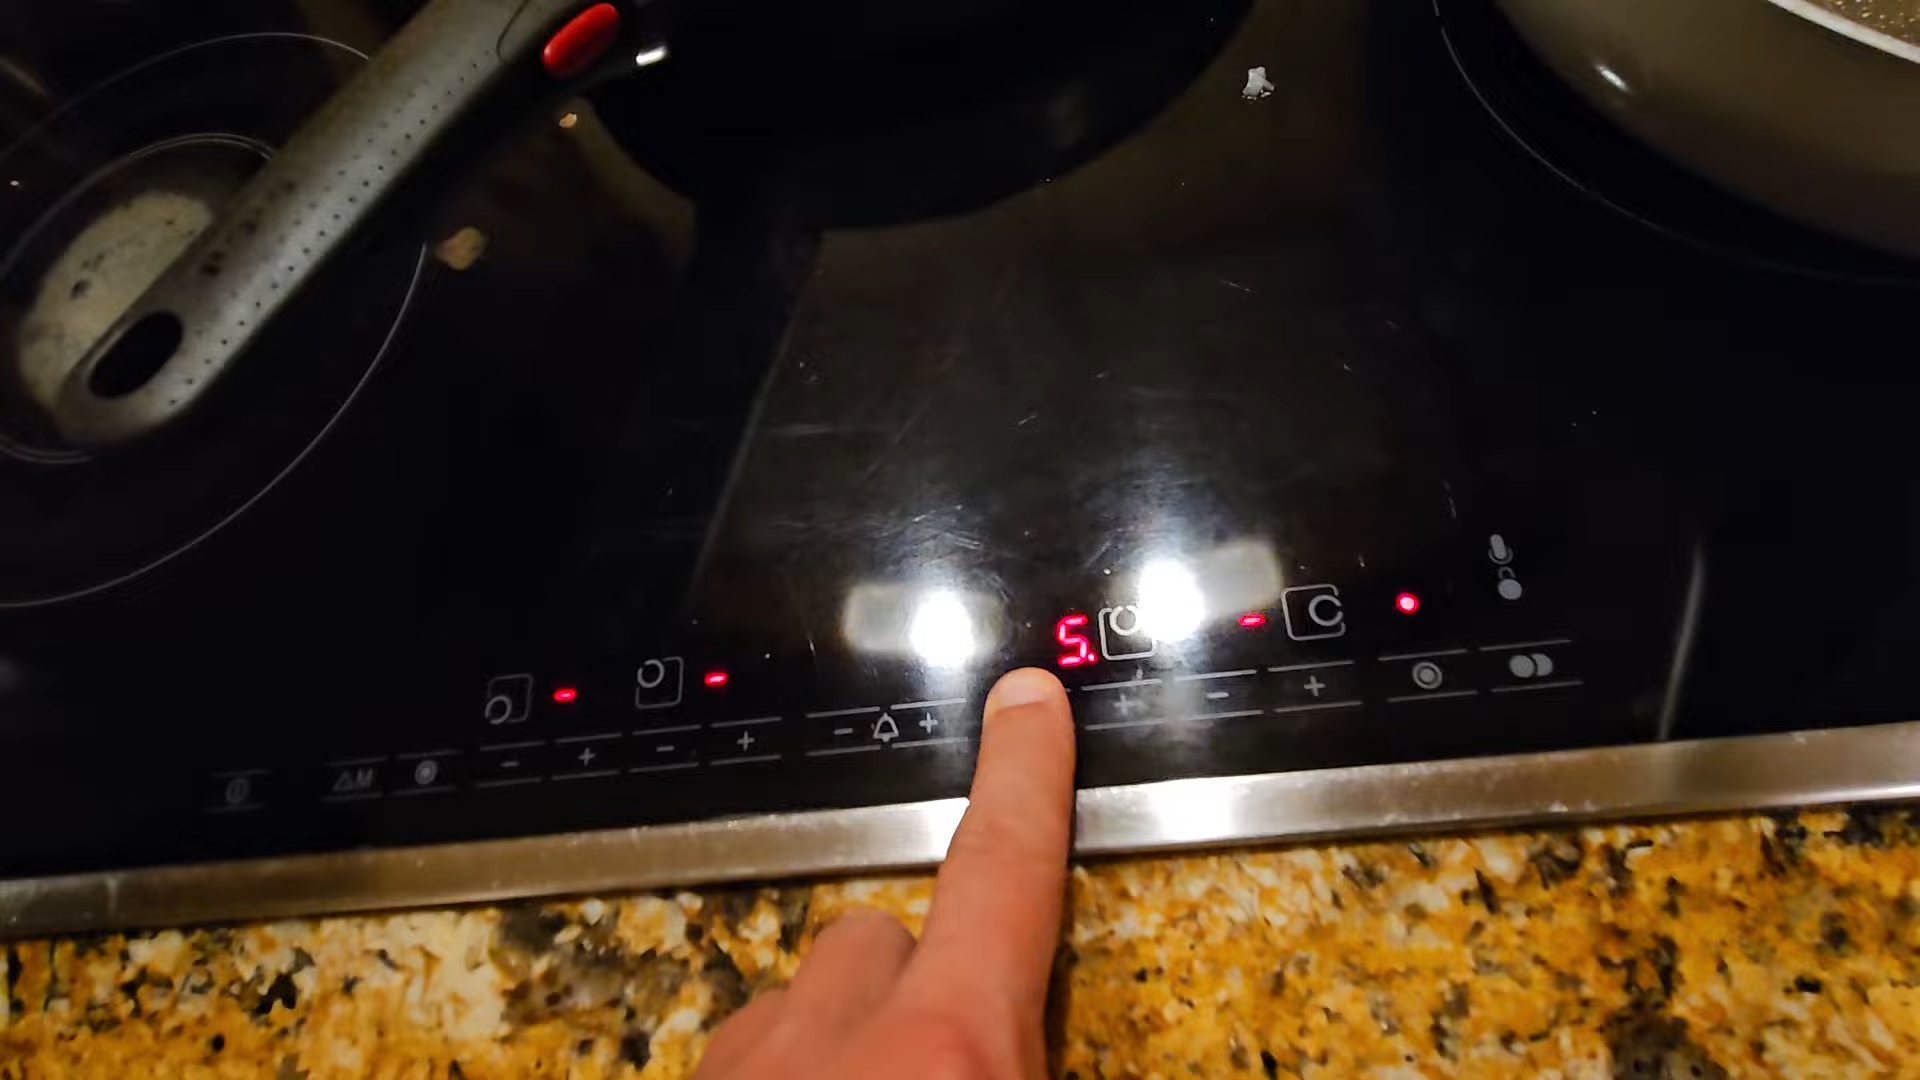 5.
- + - + - + + - +
M